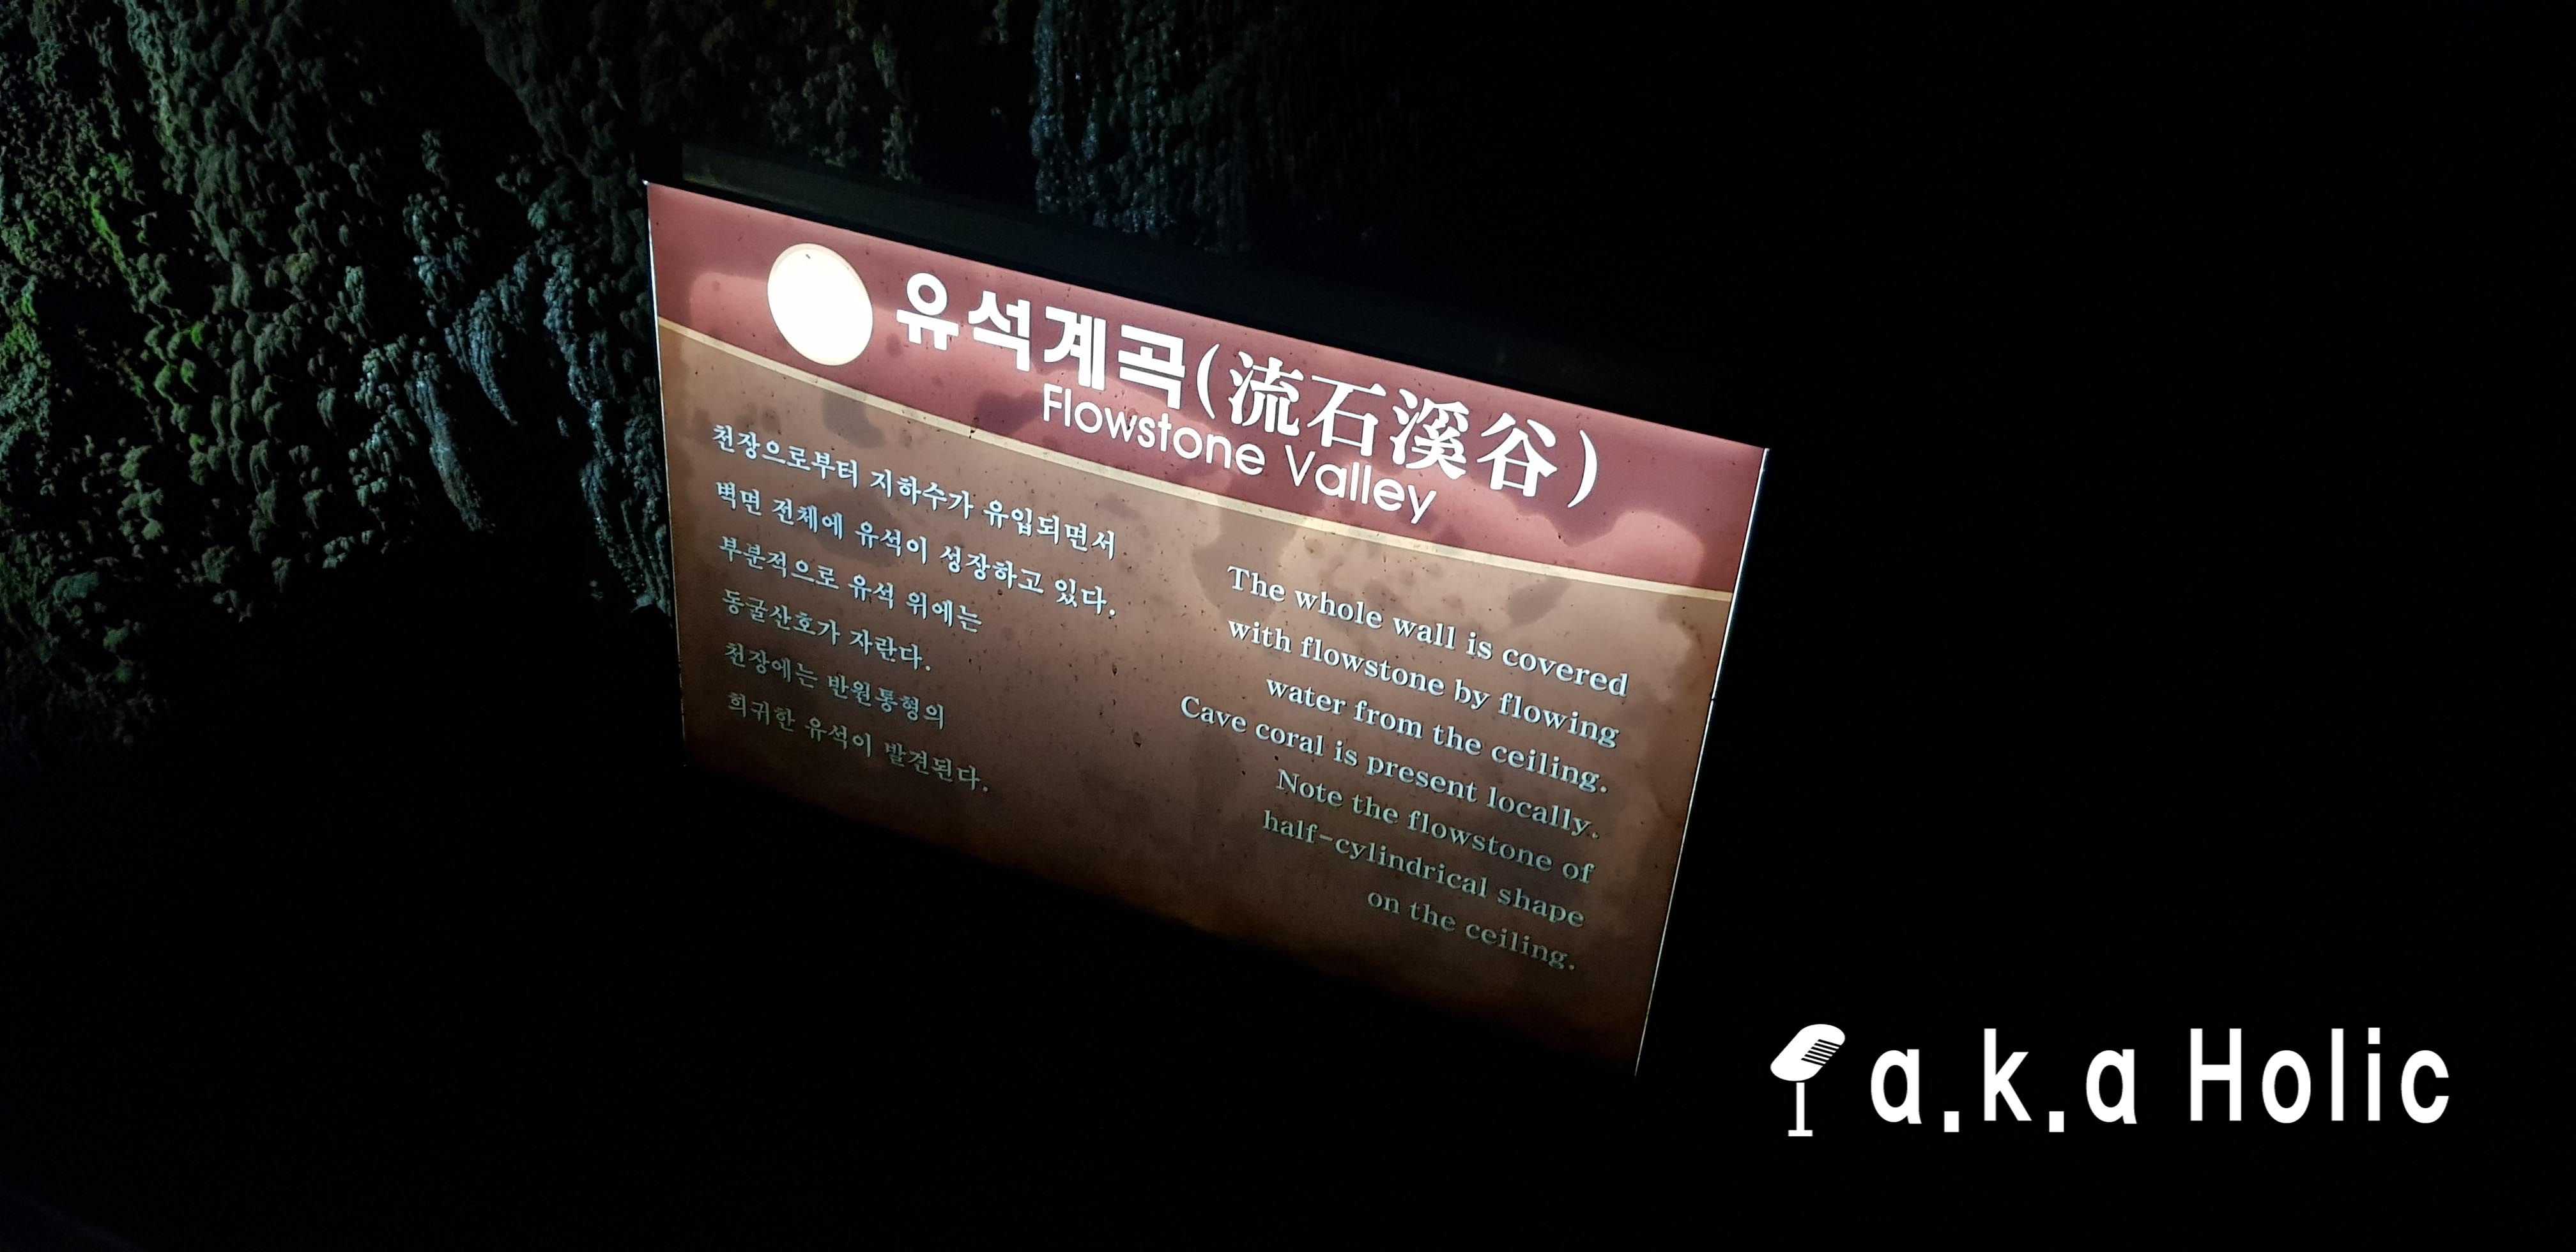 유석계곡(流石溪谷)
Flowstone Valley
천장으로부터 지하수가 유입되면서
벽면 전체에 유석이 성장하고 있다.
부분적으로 유석 위에는
동굴산호가 자란다.
천장에는 반원통형의
희귀한 유석이 발견된다.
The whole wall is covered
with flowstone by flowing
water from the ceiling.
Cave coral is present locally.
Note the flowstone of
half-cylindrical shape
on the ceiling.
a.k.a Holic